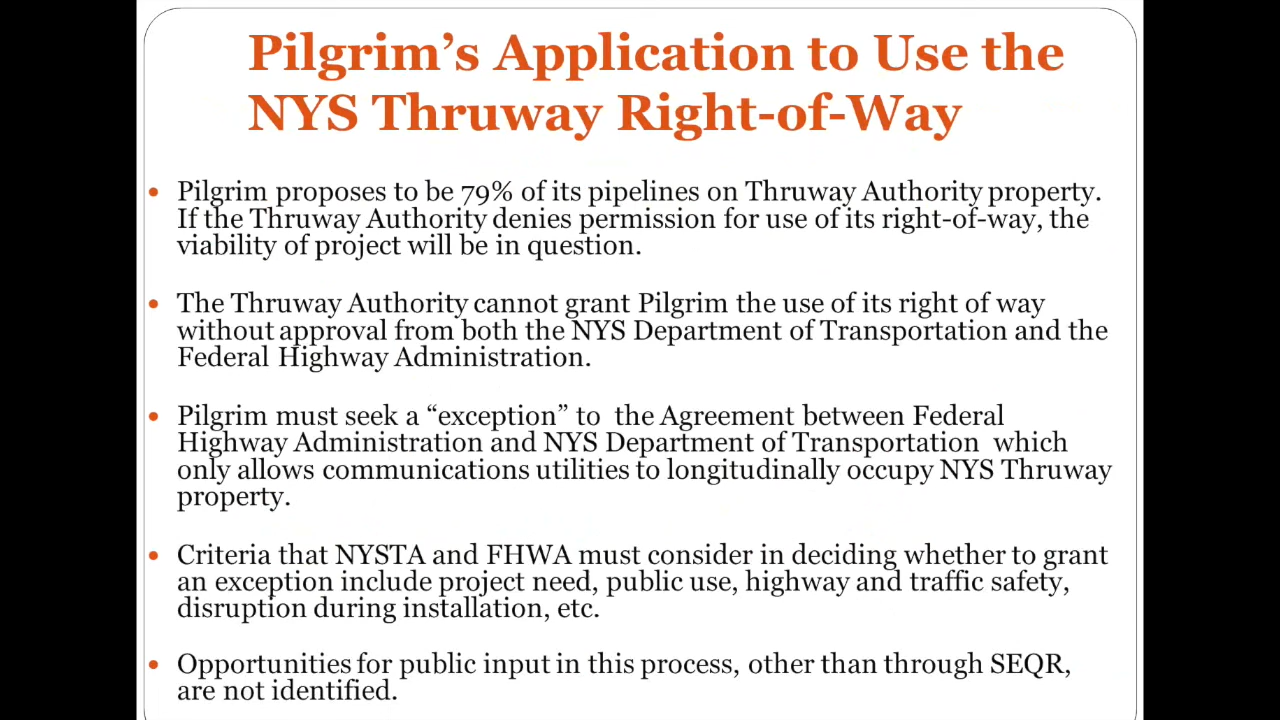 Pilgrim's Application to Use the
NYS Thruway Right-of-Way
• Pilgrim proposes to be 79% of its pipelines on Thruway Authority property.
If the Thruway Authority denies permission for use of its right-of-way, the
viability of project will be in question.
• The Thruway Authority cannot grant Pilgrim the use of its right of way
without approval from both the NYS Department of Transportation and the
Federal Highway Administration.
• Pilgrim must seek a “exception” to the Agreement between Federal
Highway Administration and NYS Department of Transportation which
only allows communications utilities to longitudinally occupy NYS Thruway
property.
• Criteria that NYSTA and FHWA must consider in deciding whether to grant
an exception include project need, public use, highway and traffic safety,
disruption during installation, etc.
• Opportunities for public input in this process, other than through SEQR,
are not identified.